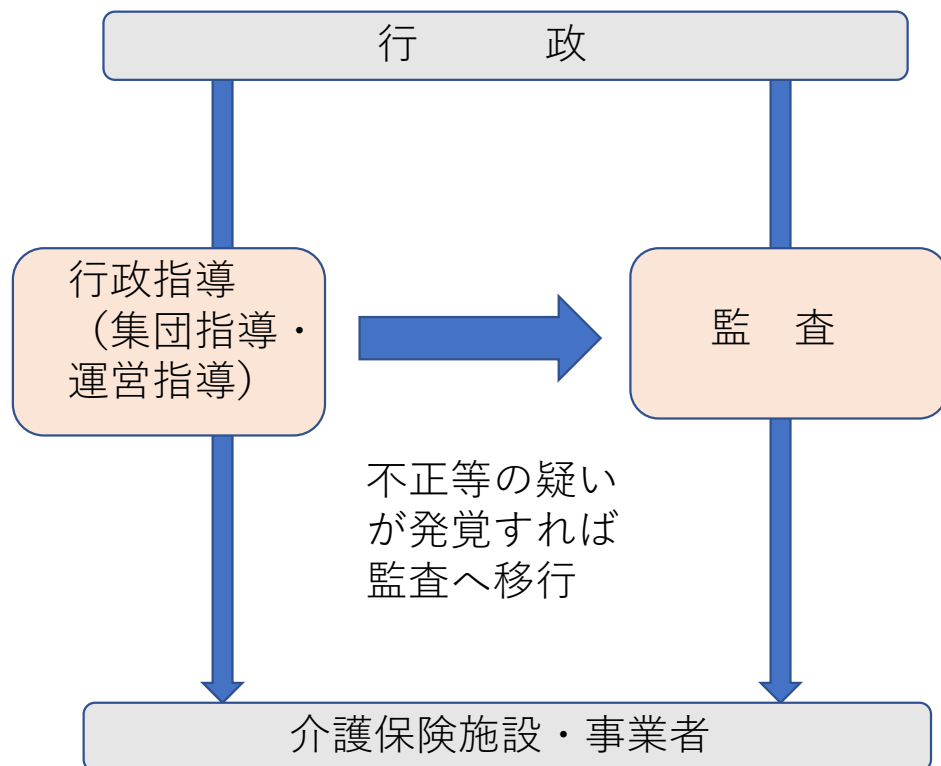 行　　　政
行政指導
（集団指導・
運営指導）
監　査
不正等の疑い
が発覚すれば
監査へ移行
介護保険施設・事業者